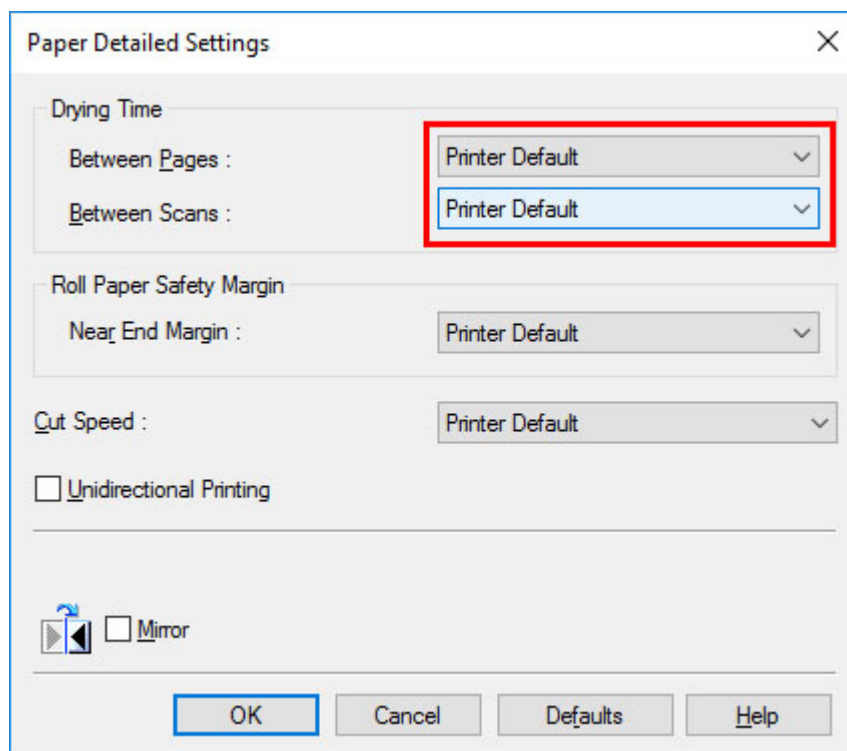 Paper Detailed Settings
Drying Time
Between Pages : Printer Default
Between Scans : Printer Default
Roll Paper Safety Margin
Near End Margin : Printer Default
Cut Speed : Printer Default
Unidirectional Printing
Mirror
OK Cancel Defaults Help